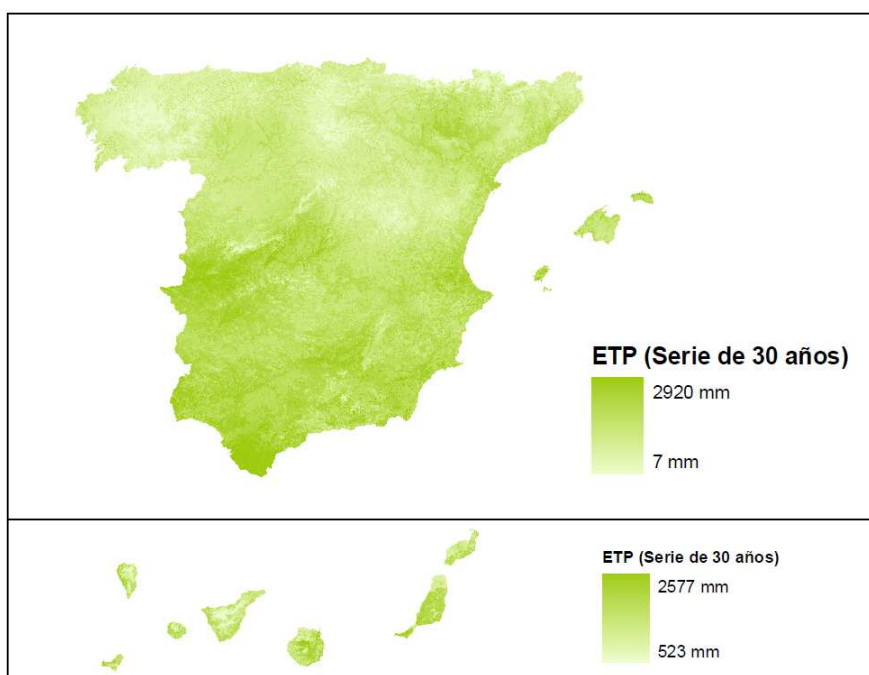 ETP (Serie de 30 años)
2920 mm
7 mm
ETP (Serie de 30 años)
2577 mm
523 mm